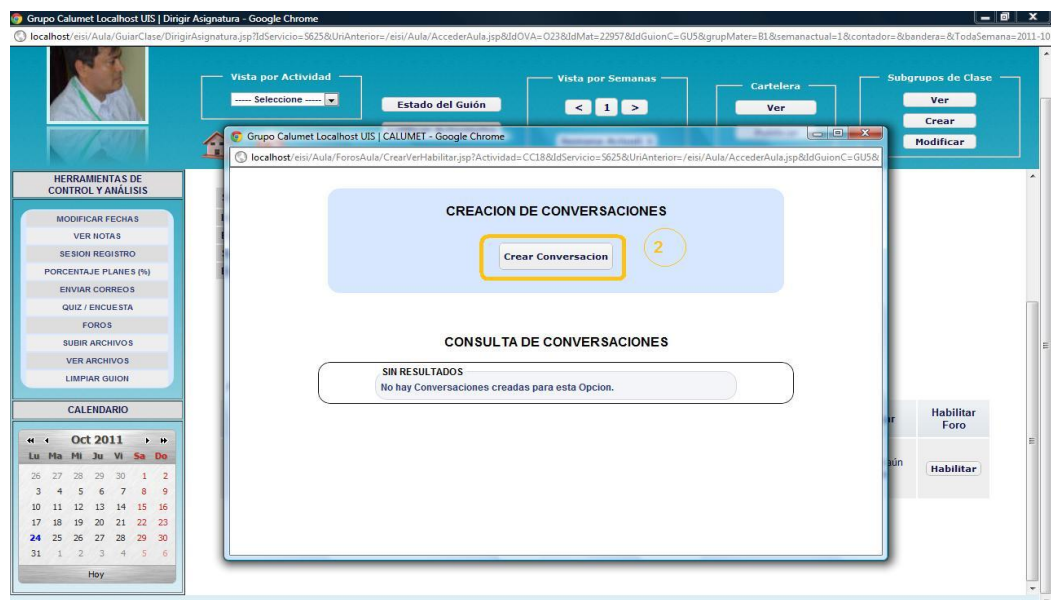 Grupo Calumet Localhost UIS | Dirigir Asignatura - Google Chrome
localhost/eisi/Aula/GuiarClase/DirigirAsignatura.jsp?IdServicio=S625&UriAnterior=/eisi/Aula/AccederAula.jsp&IdOVA=O23&IdMat=22957&IdGuionC=GU5&grupMater=B1&semanactual=1&contador=&bandera=&TodaSemana=2011-10
Vista por Actividad
----- Seleccione -----
Estado del Guión
Vista por Semanas
< 1 >
Cartelera
Ver
Subgrupos de Clase
Ver
Crear
Modificar
Grupo Calumet Localhost UIS | CALUMET - Google Chrome
localhost/eisi/Aula/ForosAula/CrearVerHabilitar.jsp?Actividad=CC18&IdServicio=S625&UriAnterior=/eisi/Aula/AccederAula.jsp&IdGuionC=GU5&
CREACION DE CONVERSACIONES
Crear Conversacion
2
CONSULTA DE CONVERSACIONES
SIN RESULTADOS
No hay Conversaciones creadas para esta Opcion.
HERRAMIENTAS DE
CONTROL Y ANÁLISIS
MODIFICAR FECHAS
VER NOTAS
SESION REGISTRO
PORCENTAJE PLANES (%)
ENVIAR CORREOS
QUIZ / ENCUESTA
FOROS
SUBIR ARCHIVOS
VER ARCHIVOS
LIMPIAR GUION
CALENDARIO
Oct 2011
Lu Ma Mi Ju Vi Sa Do
26 27 28 29 30 1 2
3 4 5 6 7 8 9
10 11 12 13 14 15 16
17 18 19 20 21 22 23
24 25 26 27 28 29 30
31 1 2 3 4 5 6
Hoy
Habilitar
Foro
aún
Habilitar